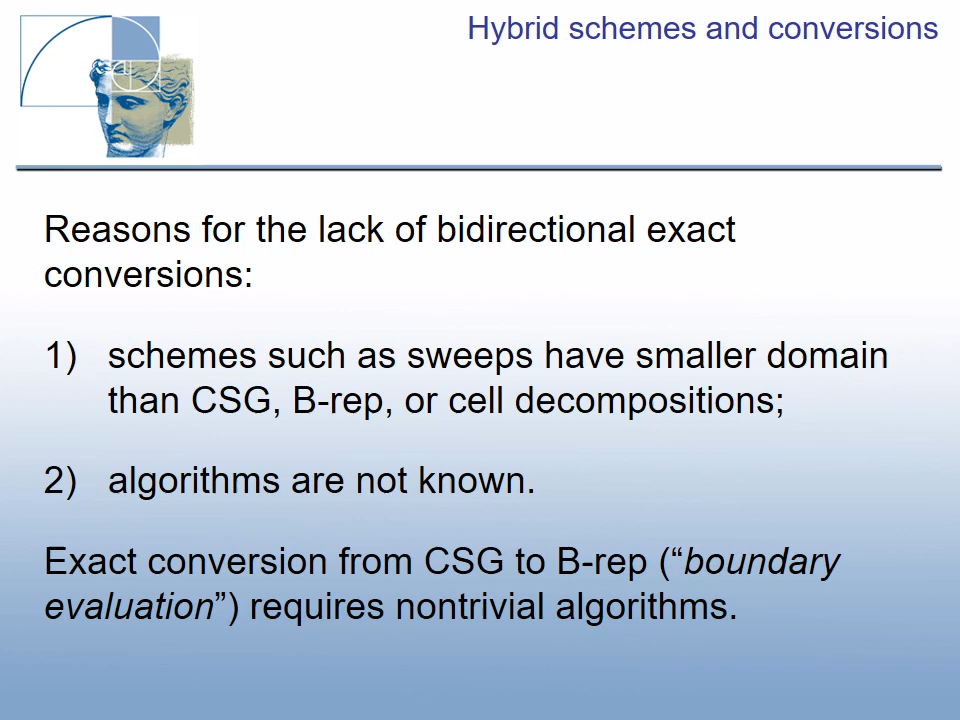 Hybrid schemes and conversions
Reasons for the lack of bidirectional exact
conversions:
1) schemes such as sweeps have smaller domain
than CSG, B-rep, or cell decompositions;
2) algorithms are not known.
Exact conversion from CSG to B-rep (“boundary
evaluation”) requires nontrivial algorithms.